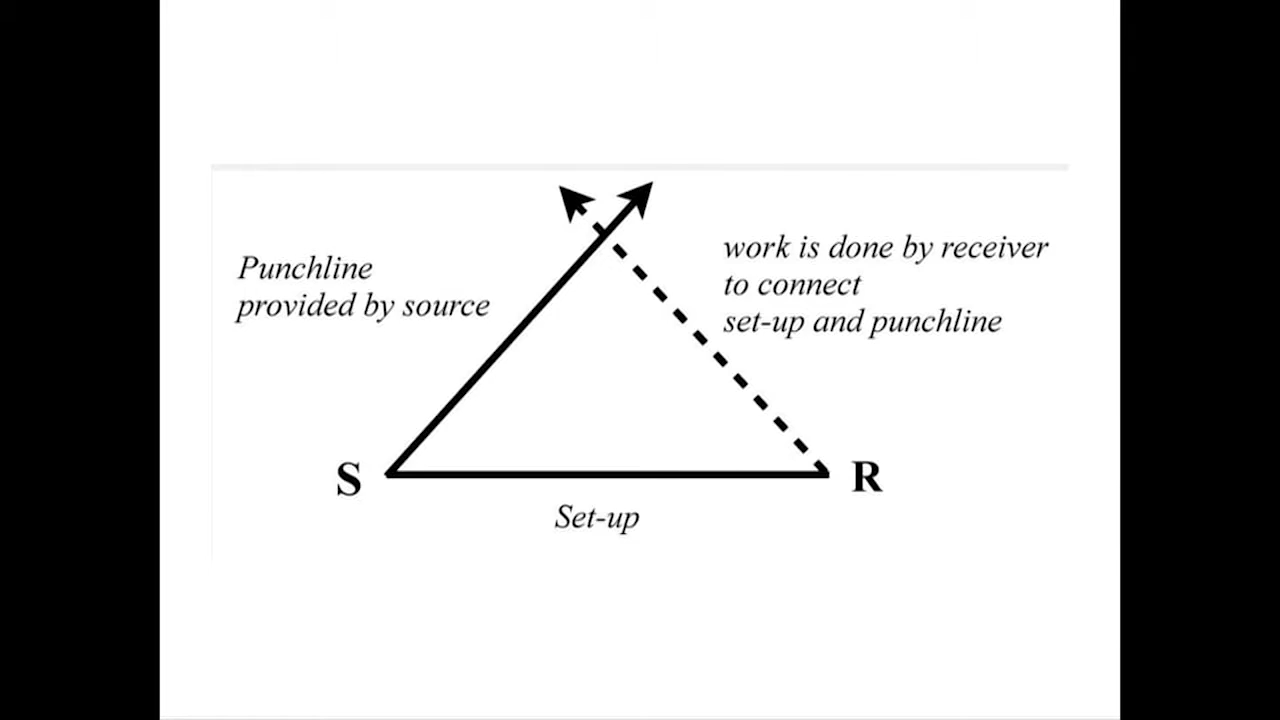 Punchline
provided by source
work is done by receiver
to connect
set-up and punchline
S
R
Set-up